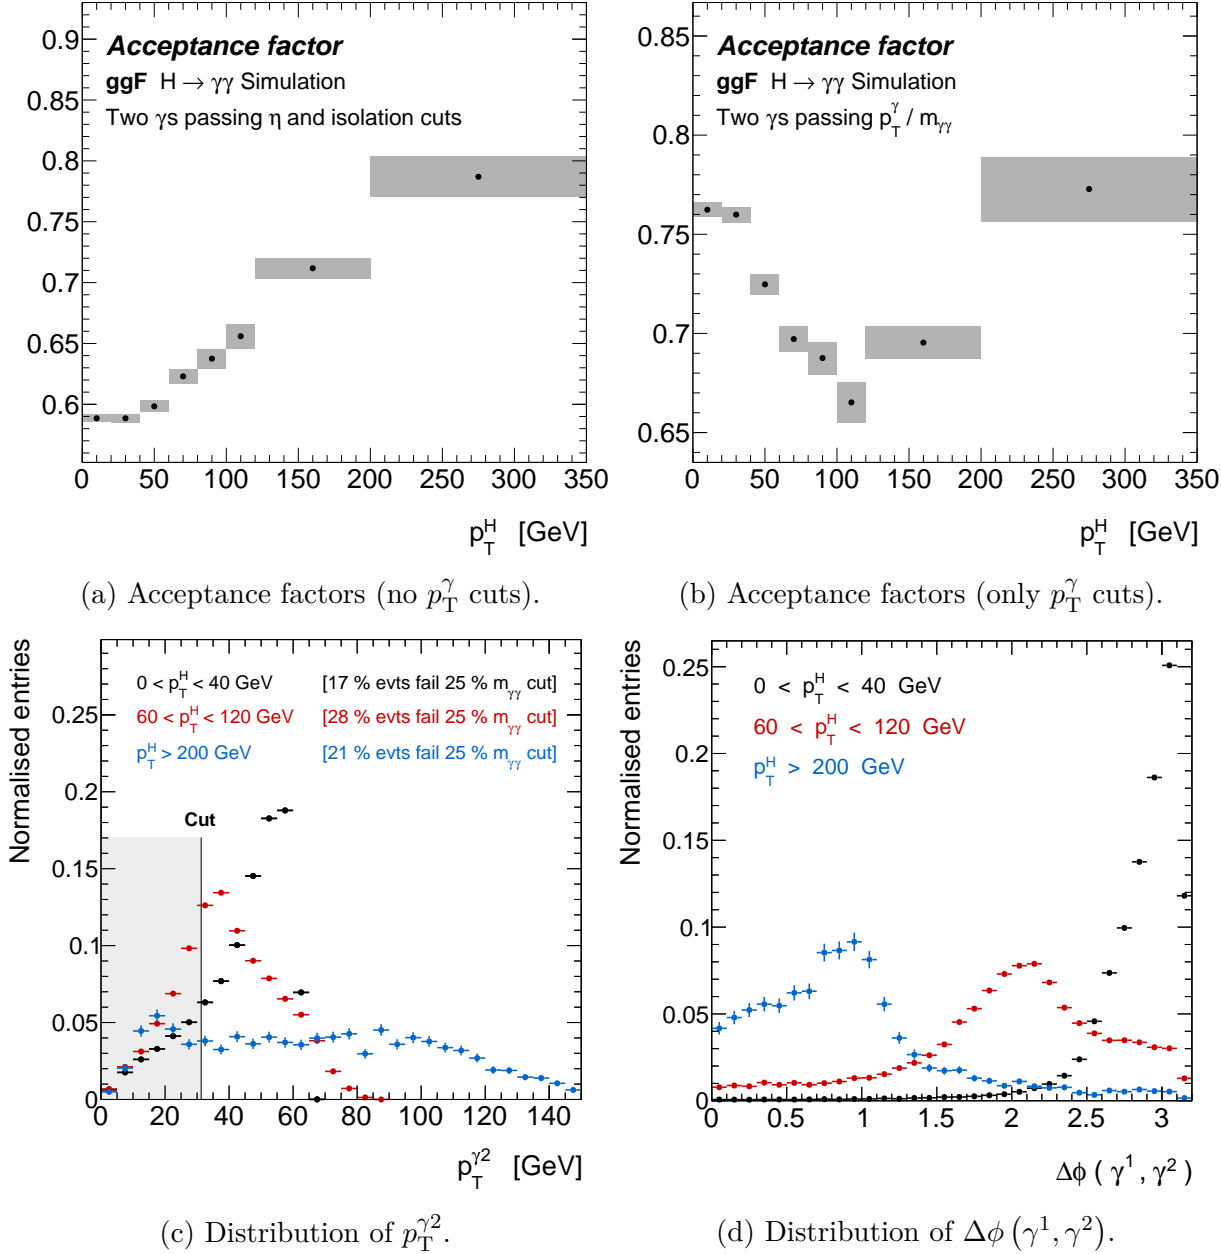 Acceptance factor
ggF H → γγ Simulation
Two γs passing η and isolation cuts
0.9
0.85
0.8
0.75
0.7
0.65
0.6
0 50 100 150 200 250 300 350
p_T^H [GeV]
(a) Acceptance factors (no p_T^γ cuts).
Acceptance factor
ggF H → γγ Simulation
Two γs passing p_T^γ / m_γγ
0.85
0.8
0.75
0.7
0.65
0 50 100 150 200 250 300 350
p_T^H [GeV]
(b) Acceptance factors (only p_T^γ cuts).
Normalised entries
0 < p_T^H < 40 GeV [17 % evts fail 25 % m_γγ cut]
60 < p_T^H < 120 GeV [28 % evts fail 25 % m_γγ cut]
p_T^H > 200 GeV [21 % evts fail 25 % m_γγ cut]
Cut
0.25
0.2
0.15
0.1
0.05
0
0 20 40 60 80 100 120 140
p_T^γ2 [GeV]
(c) Distribution of p_T^γ2.
Normalised entries
0 < p_T^H < 40 GeV
60 < p_T^H < 120 GeV
p_T^H > 200 GeV
0.25
0.2
0.15
0.1
0.05
0
0 0.5 1 1.5 2 2.5 3
Δϕ ( γ^1 , γ^2 )
(d) Distribution of Δϕ (γ^1, γ^2).